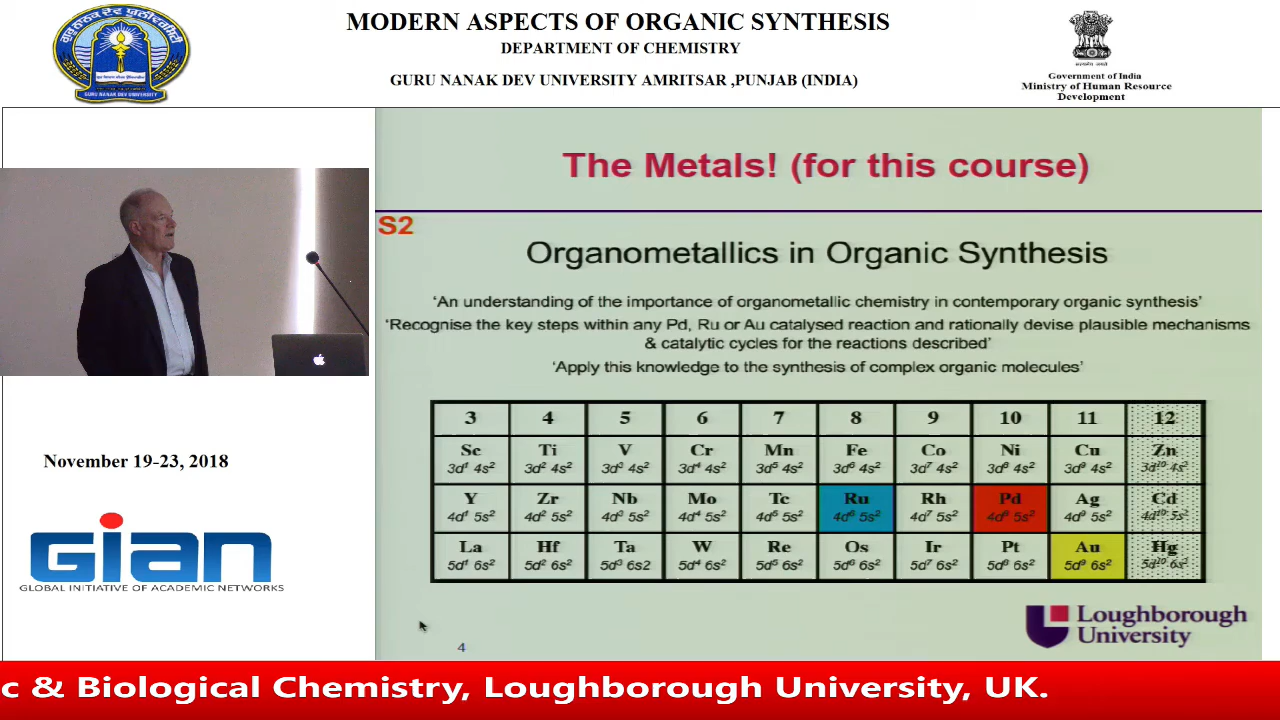 MODERN ASPECTS OF ORGANIC SYNTHESIS
DEPARTMENT OF CHEMISTRY
GURU NANAK DEV UNIVERSITY AMRITSAR ,PUNJAB (INDIA)
Government of India
Ministry of Human Resource
Development
The Metals! (for this course)
S2
Organometallics in Organic Synthesis
‘An understanding of the importance of organometallic chemistry in contemporary organic synthesis’
‘Recognise the key steps within any Pd, Ru or Au catalysed reaction and rationally devise plausible mechanisms
& catalytic cycles for the reactions described’
‘Apply this knowledge to the synthesis of complex organic molecules’
3 4 5 6 7 8 9 10 11 12
Sc Ti V Cr Mn Fe Co Ni Cu Zn
3d¹ 4s² 3d² 4s² 3d³ 4s² 3d⁴ 4s² 3d⁵ 4s² 3d⁶ 4s² 3d⁷ 4s² 3d⁸ 4s² 3d⁹ 4s² 3d¹⁰ 4s²
Y Zr Nb Mo Tc Ru Rh Pd Ag Cd
4d¹ 5s² 4d² 5s² 4d³ 5s² 4d⁴ 5s² 4d⁵ 5s² 4d⁶ 5s² 4d⁷ 5s² 4d⁸ 5s² 4d⁹ 5s² 4d¹⁰ 5s²
La Hf Ta W Re Os Ir Pt Au Hg
5d¹ 6s² 5d² 6s² 5d³ 6s2 5d⁴ 6s² 5d⁵ 6s² 5d⁶ 6s² 5d⁷ 6s² 5d⁸ 6s² 5d⁹ 6s² 5d¹⁰ 6s²
Loughborough
University
4
November 19-23, 2018
GIAN
GLOBAL INITIATIVE OF ACADEMIC NETWORKS
c & Biological Chemistry, Loughborough University, UK.